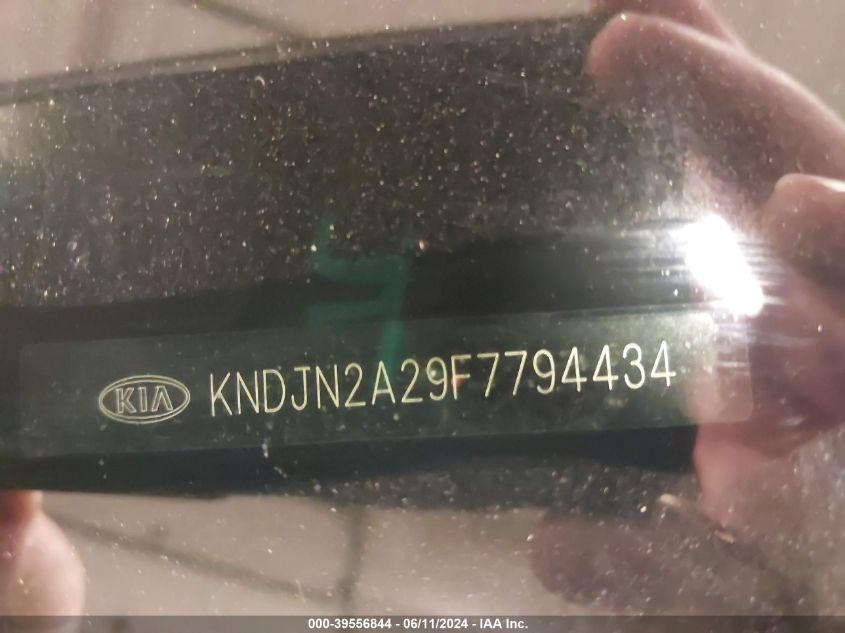 KIA KNDJN2A29F7794434
000-39556844 - 06/11/2024 - IAA Inc.